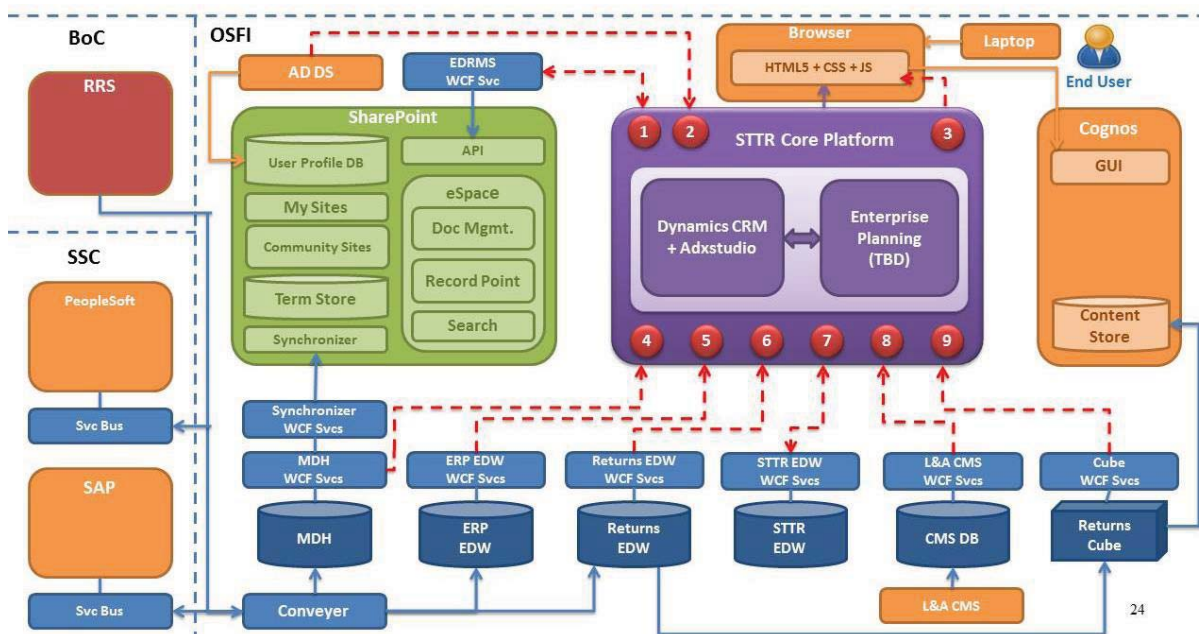 BoC
RRS
SSC
PeopleSoft
Svc Bus
SAP
Svc Bus
OSFI
AD DS
EDRMS
WCF Svc
Browser
HTML5 + CSS + JS
Laptop
End User
SharePoint
User Profile DB
My Sites
Community Sites
Term Store
Synchronizer
API
eSpace
Doc Mgmt.
Record Point
Search
1
2
3
STTR Core Platform
Dynamics CRM
+ Adxstudio
Enterprise
Planning
(TBD)
4
5
6
7
8
9
Cognos
GUI
Content
Store
Synchronizer
WCF Svcs
MDH
WCF Svcs
ERP EDW
WCF Svcs
Returns EDW
WCF Svcs
STTR EDW
WCF Svcs
L&A CMS
WCF Svcs
Cube
WCF Svcs
MDH
ERP
EDW
Returns
EDW
STTR
EDW
CMS DB
Returns
Cube
Conveyer
L&A CMS
24